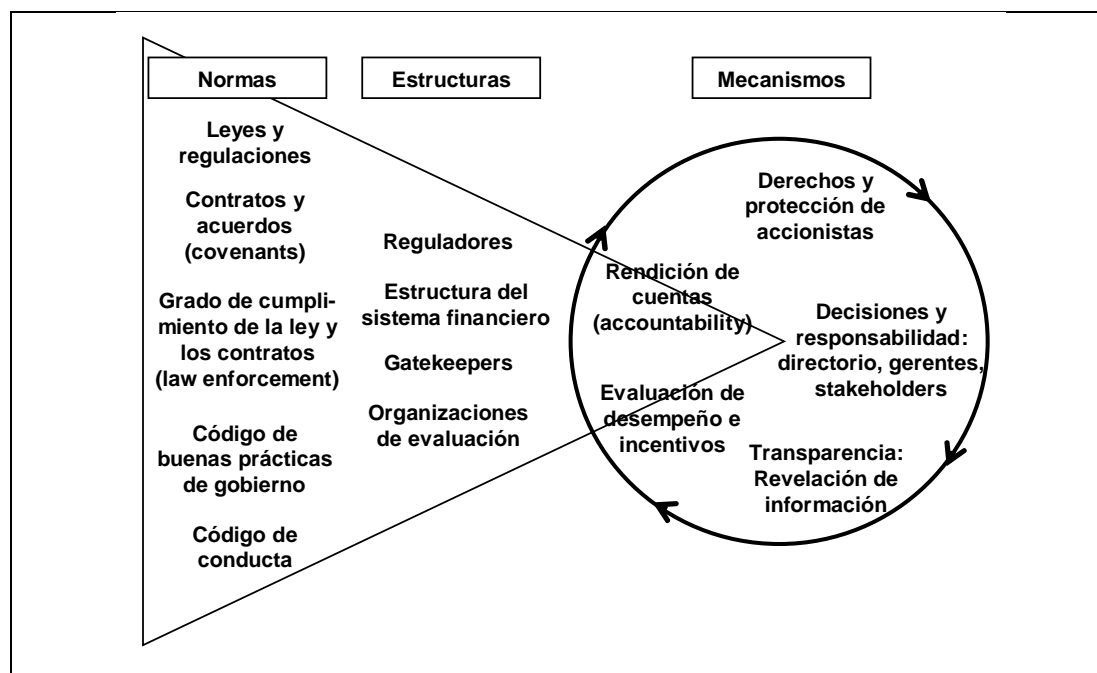 Normas
Estructuras
Mecanismos
Leyes y
regulaciones
Contratos y
acuerdos
(covenants)
Grado de cumpli-
miento de la ley y
los contratos
(law enforcement)
Código de
buenas prácticas
de gobierno
Código de
conducta
Reguladores
Estructura del
sistema financiero
Gatekeepers
Organizaciones
de evaluación
Derechos y
protección de
accionistas
Decisiones y
responsabilidad:
directorio, gerentes,
stakeholders
Transparencia:
Revelación de
información
Evaluación de
desempeño e
incentivos
Rendición de
cuentas
(accountability)